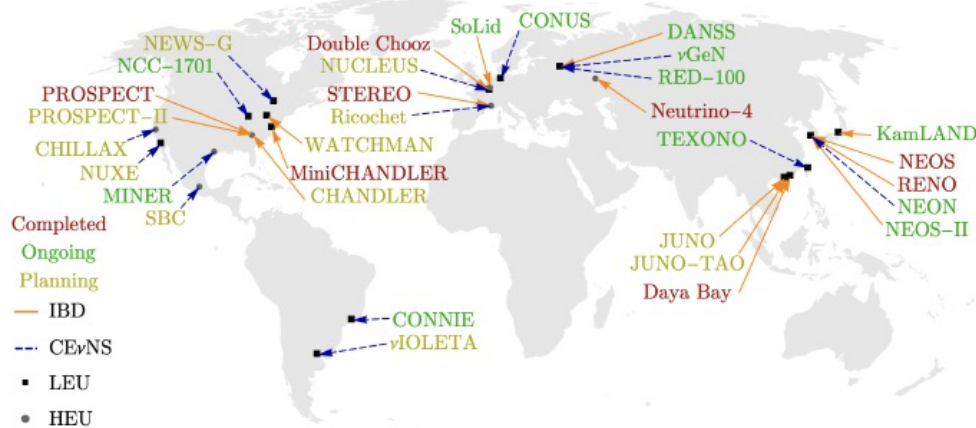 NEWS-G
NCC-1701
PROSPECT
PROSPECT-II
CHILLAX
NUXE
MINER
SBC
WATCHMAN
MiniCHANDLER
CHANDLER
Double Chooz
NUCLEUS
STEREO
Ricochet
SoLid
CONUS
DANSS
νGeN
RED-100
Neutrino-4
TEXONO
KamLAND
NEOS
RENO
NEON
NEOS-II
JUNO
JUNO-TAO
Daya Bay
CONNIE
νIOLETA
Completed
Ongoing
Planning
IBD
CEνNS
LEU
HEU